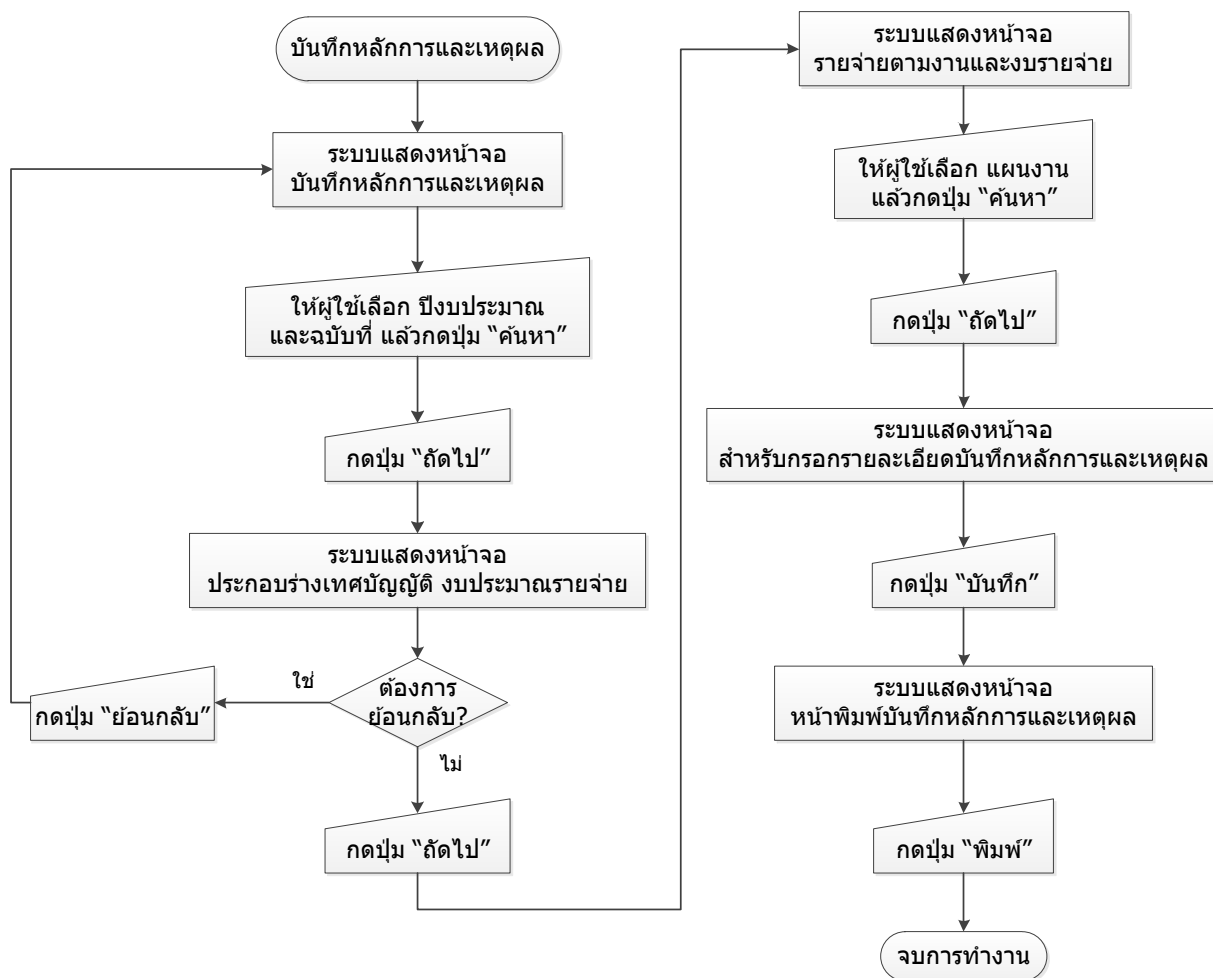 บันทึกหลักการและเหตุผล
ระบบแสดงหน้าจอ
บันทึกหลักการและเหตุผล
ให้ผู้ใช้เลือก ปีงบประมาณ
และฉบับที่ แล้วกดปุ่ม “ค้นหา”
กดปุ่ม “ถัดไป”
ระบบแสดงหน้าจอ
ประกอบร่างเทศบัญญัติ งบประมาณรายจ่าย
ต้องการ
ย้อนกลับ?
ใช่
กดปุ่ม “ย้อนกลับ”
ไม่
กดปุ่ม “ถัดไป”
ระบบแสดงหน้าจอ
รายจ่ายตามงานและงบรายจ่าย
ให้ผู้ใช้เลือก แผนงาน
แล้วกดปุ่ม “ค้นหา”
กดปุ่ม “ถัดไป”
ระบบแสดงหน้าจอ
สำหรับกรอกรายละเอียดบันทึกหลักการและเหตุผล
กดปุ่ม “บันทึก”
ระบบแสดงหน้าจอ
หน้าพิมพ์บันทึกหลักการและเหตุผล
กดปุ่ม “พิมพ์”
จบการทำงาน